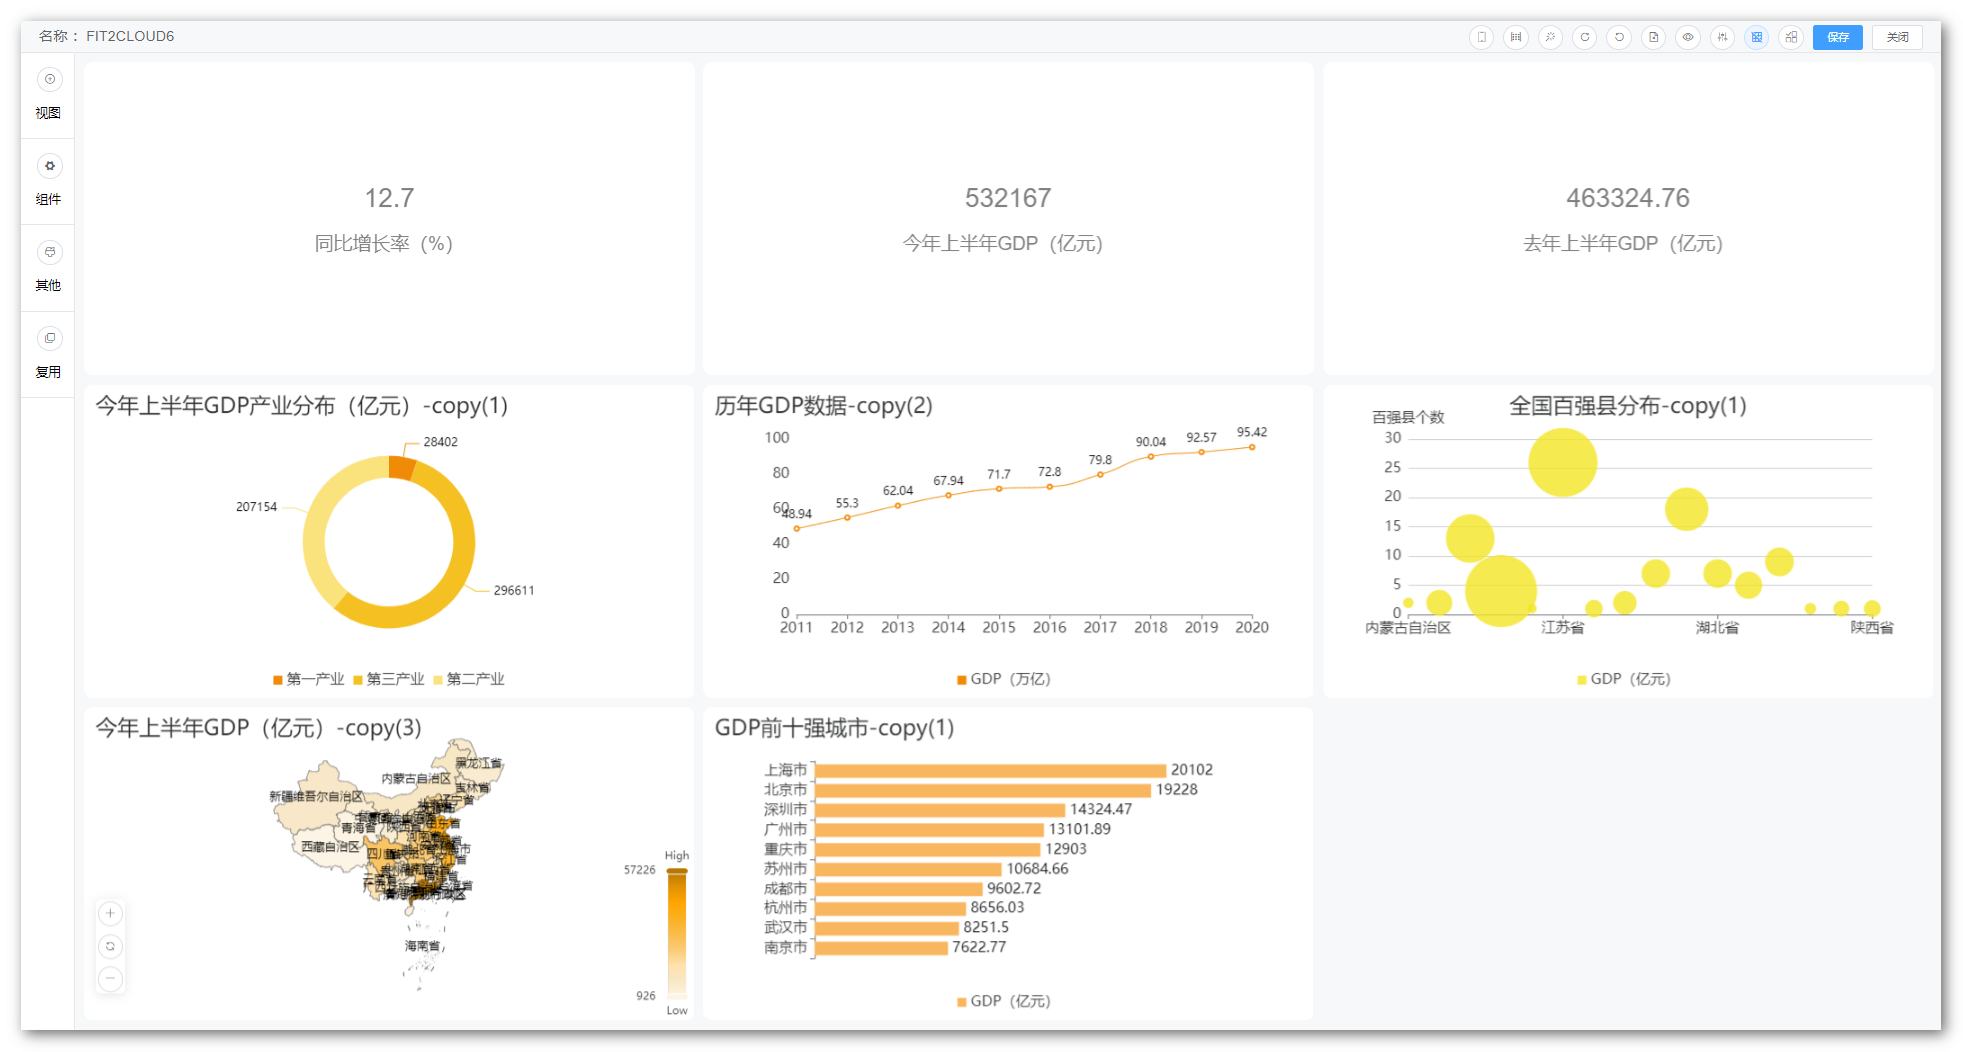 名称： FIT2CLOUD6
保存
关闭
视图
组件
其他
复用
12.7
同比增长率（%）
532167
今年上半年GDP（亿元）
463324.76
去年上半年GDP（亿元）
今年上半年GDP产业分布（亿元）-copy(1)
28402
207154
296611
第一产业 第三产业 第二产业
历年GDP数据-copy(2)
100
80
60
40
20
0
48.94 55.3 62.04 67.94 71.7 72.8 79.8 90.04 92.57 95.42
2011 2012 2013 2014 2015 2016 2017 2018 2019 2020
GDP（万亿）
全国百强县分布-copy(1)
百强县个数
30
25
20
15
10
5
0
内蒙古自治区 江苏省 湖北省 陕西省
GDP（亿元）
今年上半年GDP（亿元）-copy(3)
黑龙江省
内蒙古自治区
吉林省
新疆维吾尔自治区
辽宁省
青海省
河南省
西藏自治区
四川
海南省
High
57226
926
Low
GDP前十强城市-copy(1)
上海市 20102
北京市 19228
深圳市 14324.47
广州市 13101.89
重庆市 12903
苏州市 10684.66
成都市 9602.72
杭州市 8656.03
武汉市 8251.5
南京市 7622.77
GDP（亿元）